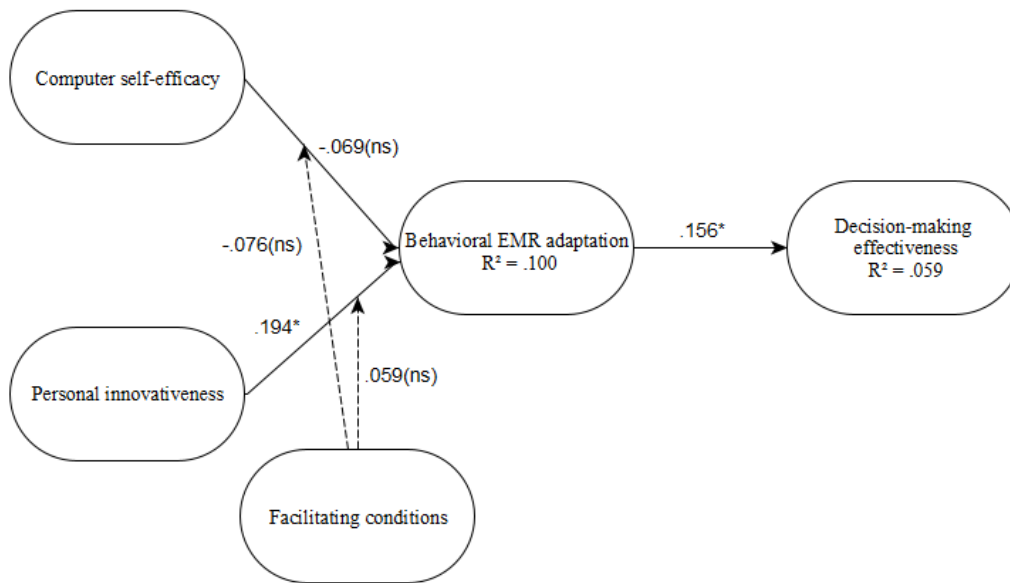 Computer self-efficacy
-.069(ns)
-.076(ns)
Behavioral EMR adaptation
R² = .100
.156*
Decision-making
effectiveness
R² = .059
.194*
Personal innovativeness
.059(ns)
Facilitating conditions